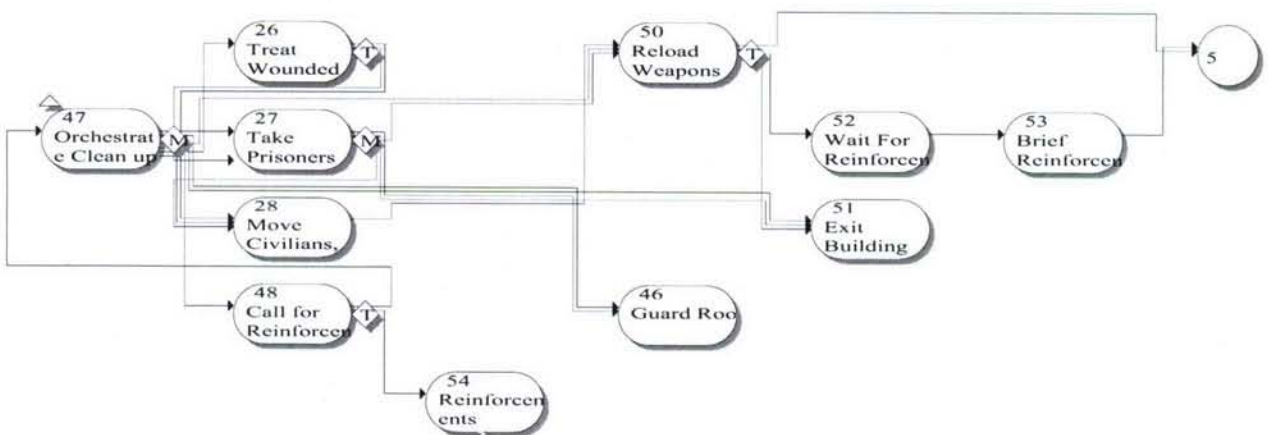 26
Treat
Wounded
T
50
Reload
Weapons
T
5
47
Orchestrat
e Clean up
M
27
Take
Prisoners
M
52
Wait For
Reinforcen
53
Brief
Reinforcen
28
Move
Civilians,
51
Exit
Building
48
Call for
Reinforcen
T
46
Guard Roo
54
Reinforcen
ents